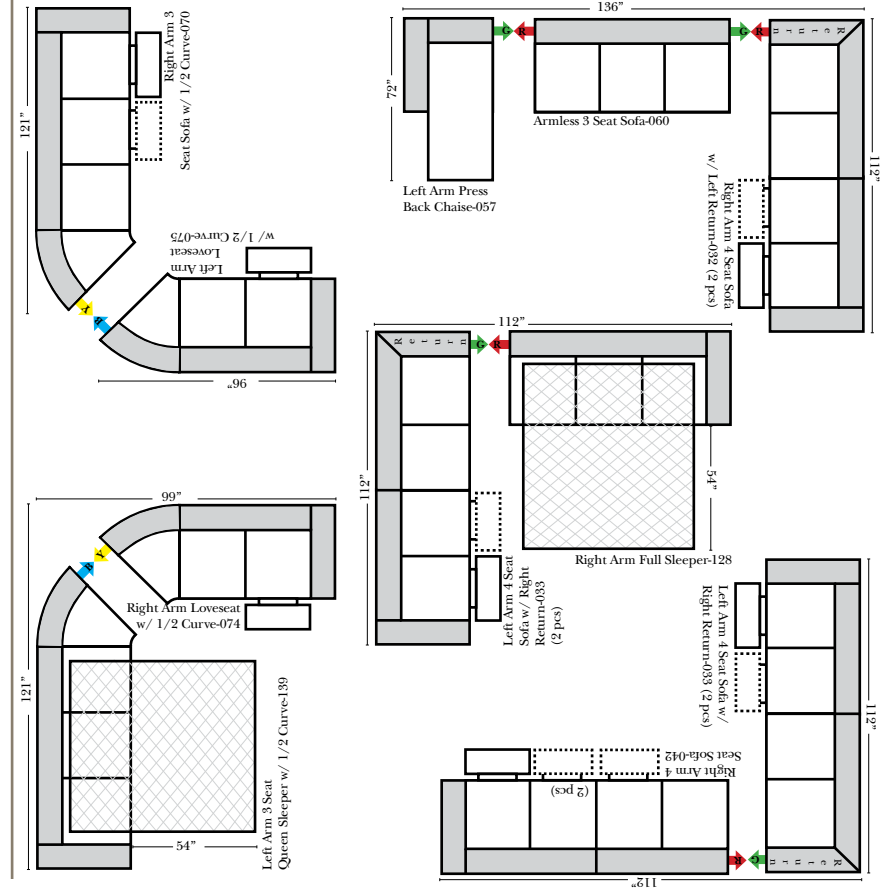 121”
Right Arm 3
Seat Sofa w/ 1/2 Curve-070
Left Arm
Loveseat
w/ 1/2 Curve-075
Y
B
96”
136”
72”
G
R
G
R
Return
Armless 3 Seat Sofa-060
Left Arm Press
Back Chaise-057
Right Arm 4 Seat Sofa
w/ Left Return-032 (2 pcs)
112”
112”
Return
G
R
112”
54”
Right Arm Full Sleeper-128
Left Arm 4 Seat
Sofa w/ Right
Return-033
(2 pcs)
99”
121”
B
Y
Right Arm Loveseat
w/ 1/2 Curve-074
Left Arm 3 Seat
Queen Sleeper w/ 1/2 Curve-139
54”
Left Arm 4 Seat Sofa w/
Right Return-033 (2 pcs)
112”
Right Arm 4
Seat Sofa-042
(2 pcs)
R
G
Return
112”